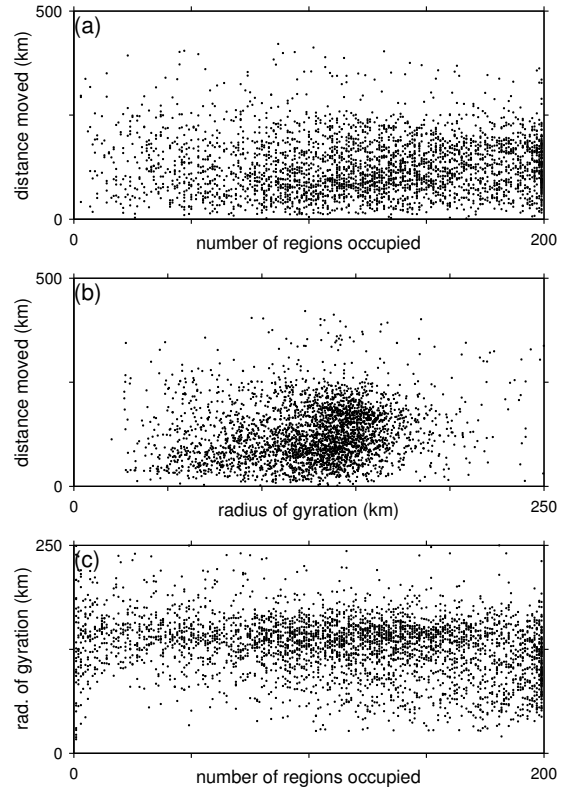 500
(a)
distance moved (km)
0
0
number of regions occupied
200
500
(b)
distance moved (km)
0
0
radius of gyration (km)
250
250
(c)
rad. of gyration (km)
0
0
number of regions occupied
200